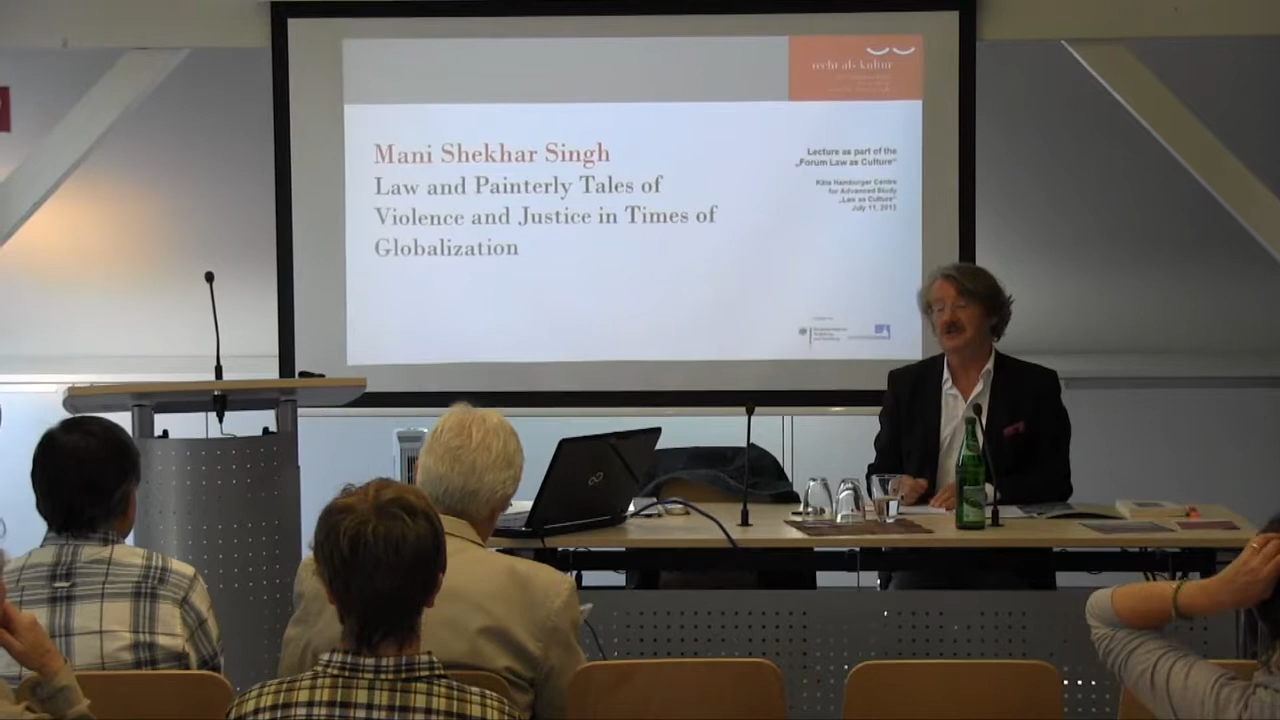 recht als kultur
Mani Shekhar Singh
Law and Painterly Tales of
Violence and Justice in Times of
Globalization
Lecture as part of the
„Forum Law as Culture“
Käte Hamburger Centre
for Advanced Study
„Law as Culture“
July 11, 2013